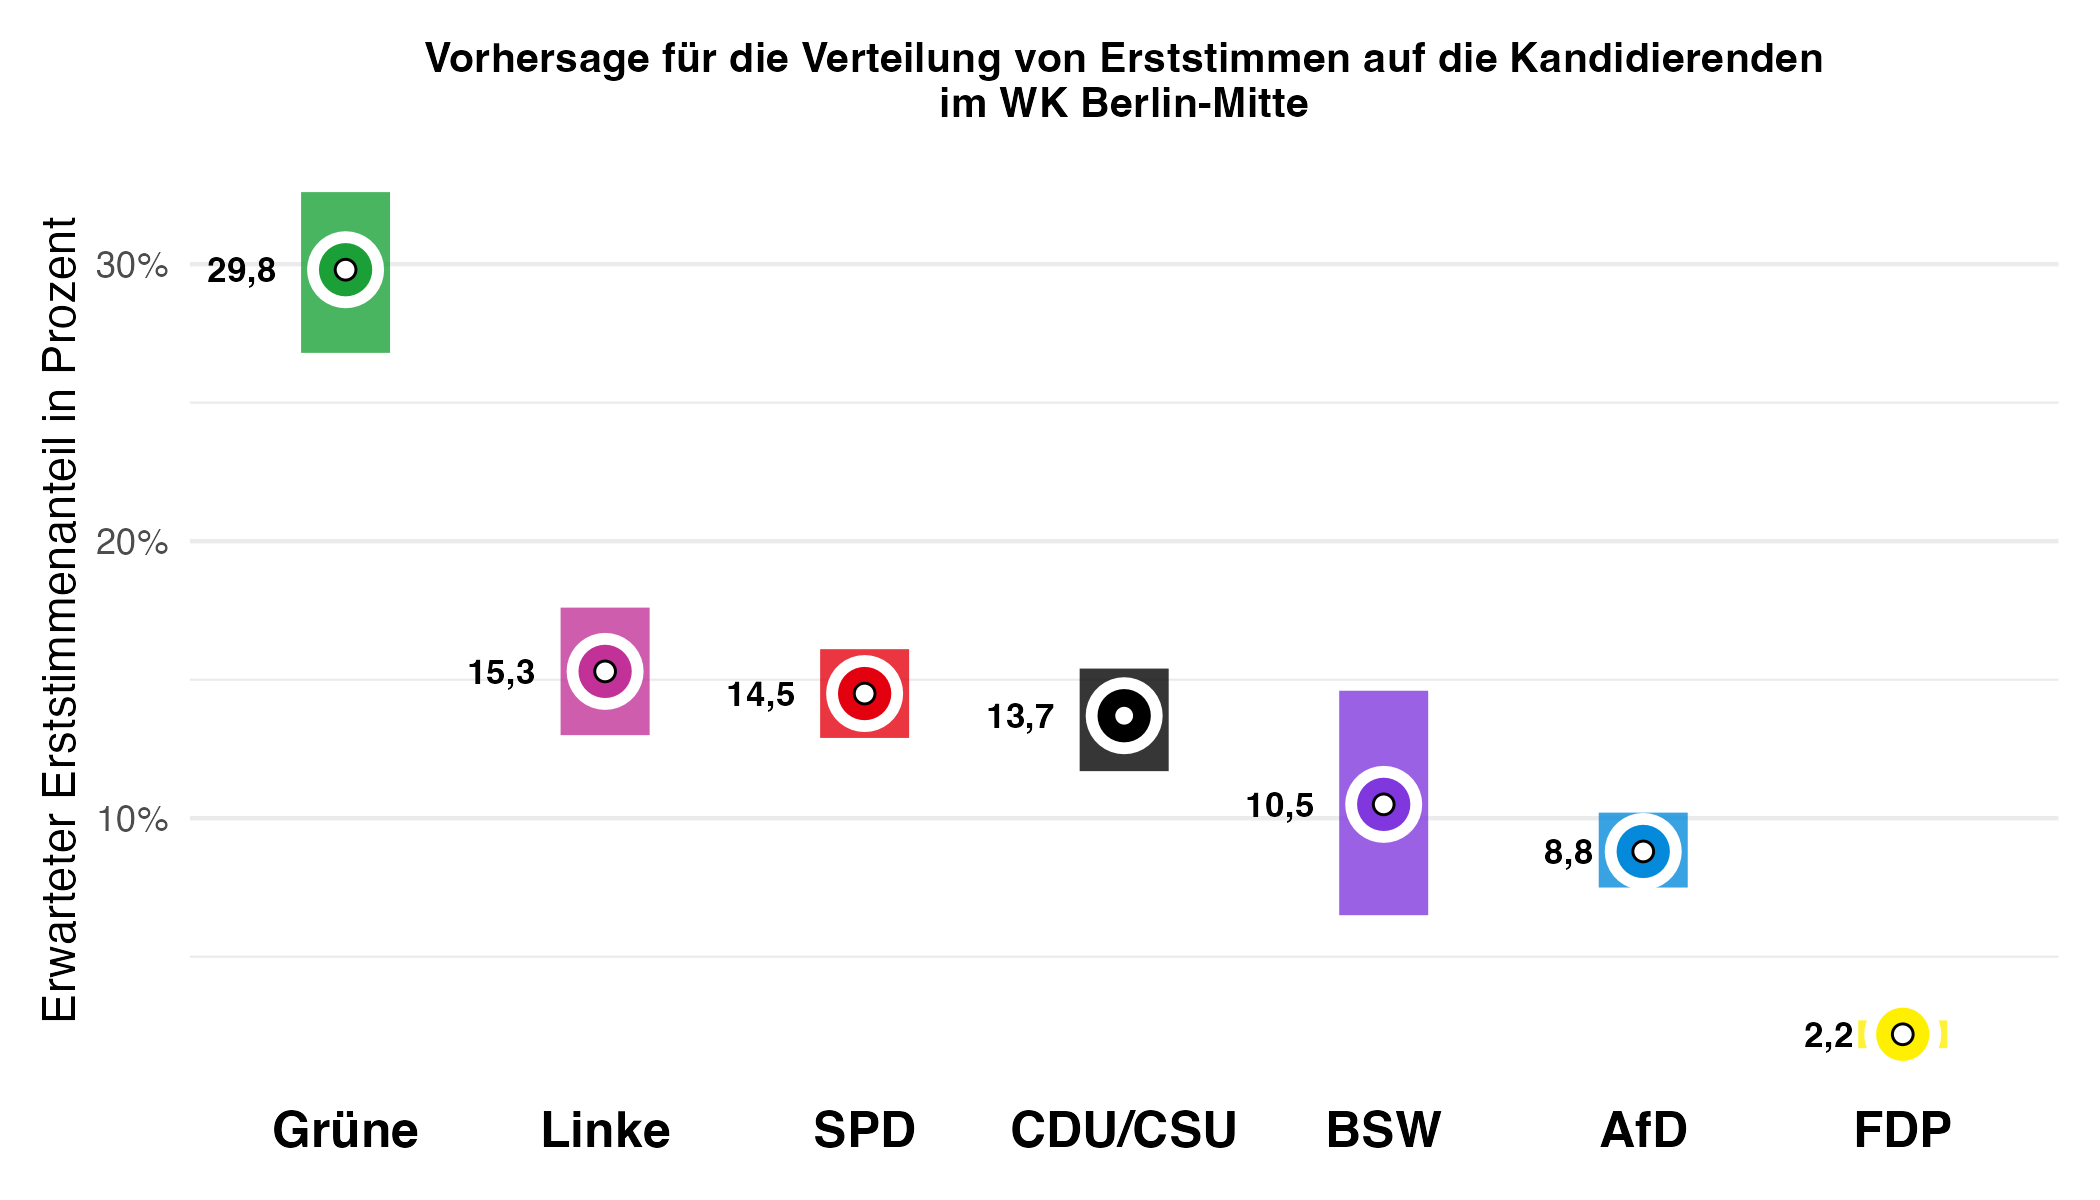 Vorhersage für die Verteilung von Erststimmen auf die Kandidierenden
im WK Berlin-Mitte
Erwarteter Erststimmenanteil in Prozent
30%
20%
10%
29,8
15,3
14,5
13,7
10,5
8,8
2,2
Grüne
Linke
SPD
CDU/CSU
BSW
AfD
FDP